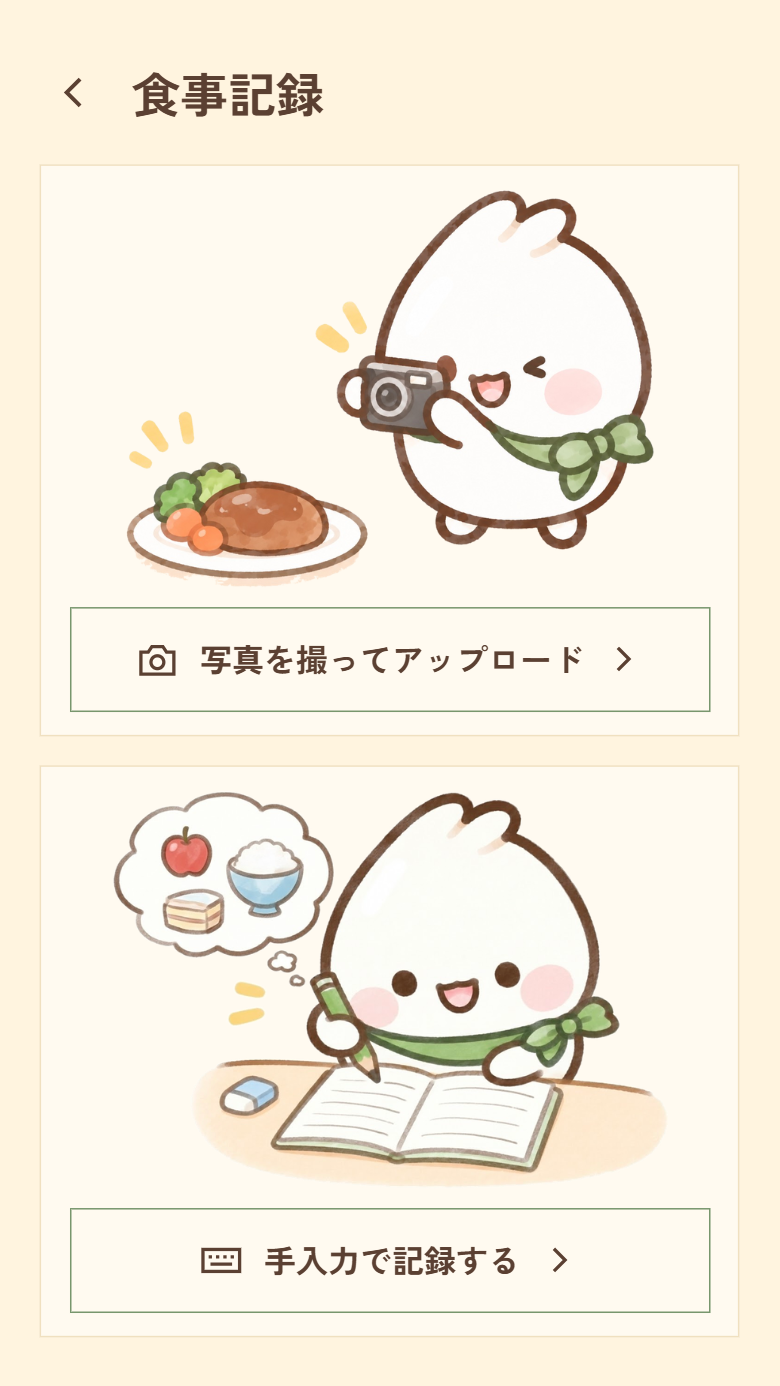 食事記録
写真を撮ってアップロード
手入力で記録する